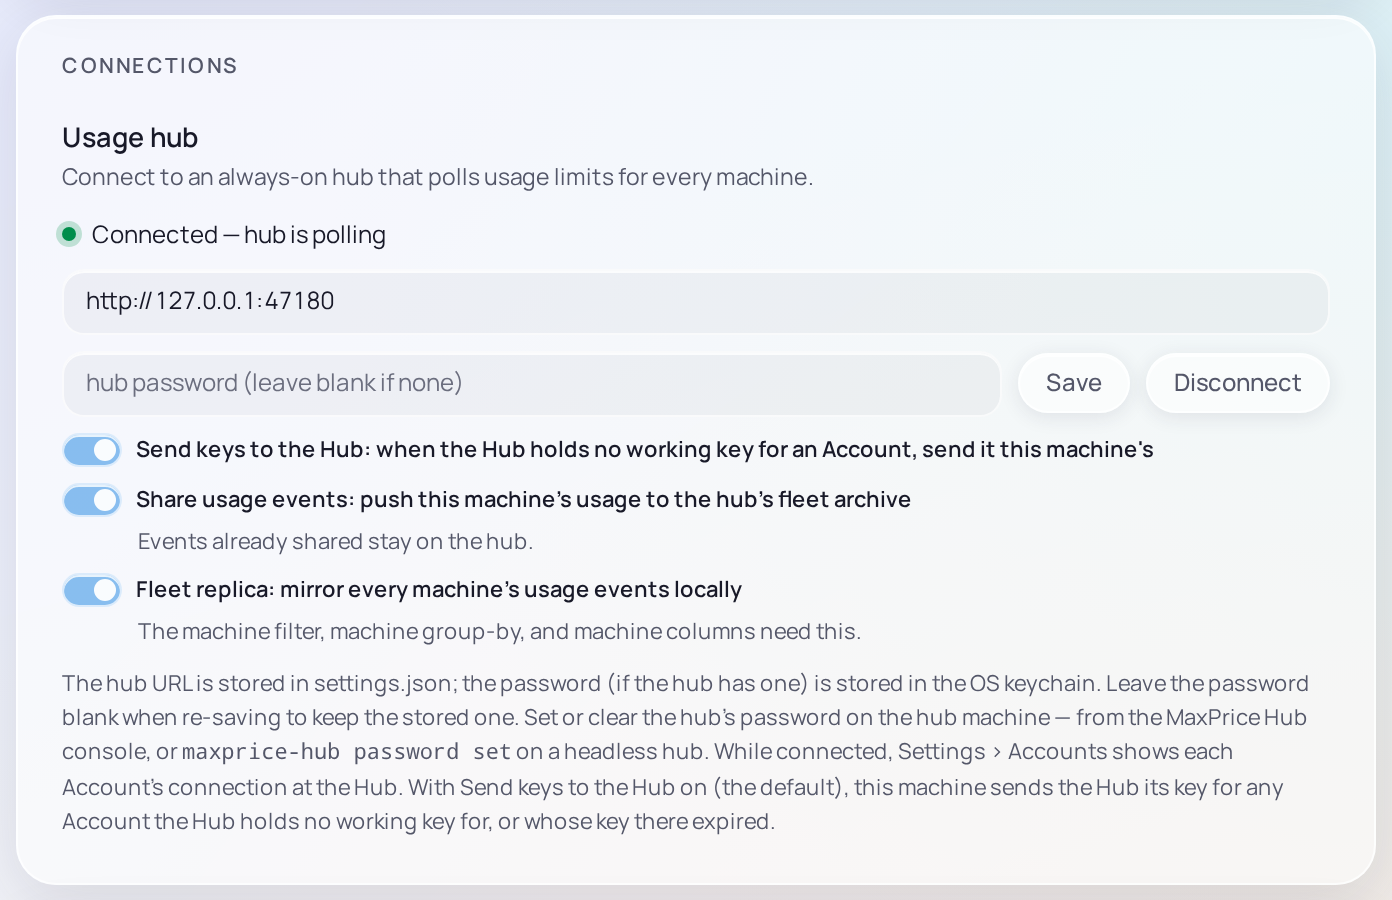 CONNECTIONS
Usage hub
Connect to an always-on hub that polls usage limits for every machine.
Connected — hub is polling
http://127.0.0.1:47180
hub password (leave blank if none)
Save
Disconnect
Send keys to the Hub: when the Hub holds no working key for an Account, send it this machine's
Share usage events: push this machine’s usage to the hub’s fleet archive
Events already shared stay on the hub.
Fleet replica: mirror every machine’s usage events locally
The machine filter, machine group-by, and machine columns need this.
The hub URL is stored in settings.json; the password (if the hub has one) is stored in the OS keychain. Leave the password
blank when re-saving to keep the stored one. Set or clear the hub’s password on the hub machine — from the MaxPrice Hub
console, or maxprice-hub password set on a headless hub. While connected, Settings › Accounts shows each
Account’s connection at the Hub. With Send keys to the Hub on (the default), this machine sends the Hub its key for any
Account the Hub holds no working key for, or whose key there expired.